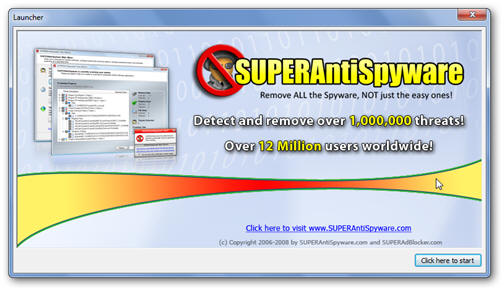 Launcher
SUPERAntiSpyware
Remove ALL the Spyware, NOT just the easy ones!
Detect and remove over 1,000,000 threats!
Over 12 Million users worldwide!
Click here to visit www.SUPERAntiSpyware.com
(c) Copyright 2006-2008 by SUPERAntiSpyware.com and SUPERAdBlocker.com
Click here to start